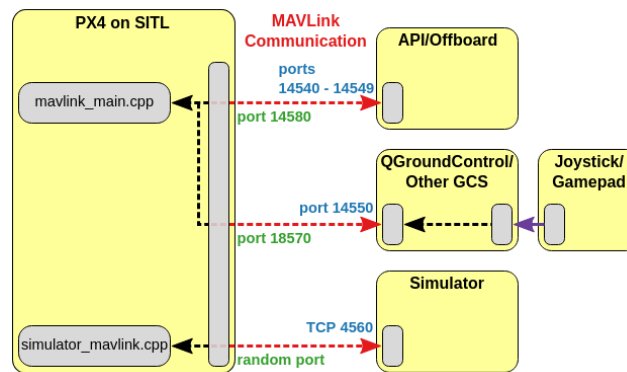 PX4 on SITL
MAVLink
Communication
API/Offboard
ports
14540 - 14549
mavlink_main.cpp
port 14580
QGroundControl/
Other GCS
Joystick/
Gamepad
port 14550
port 18570
Simulator
TCP 4560
simulator_mavlink.cpp
random port